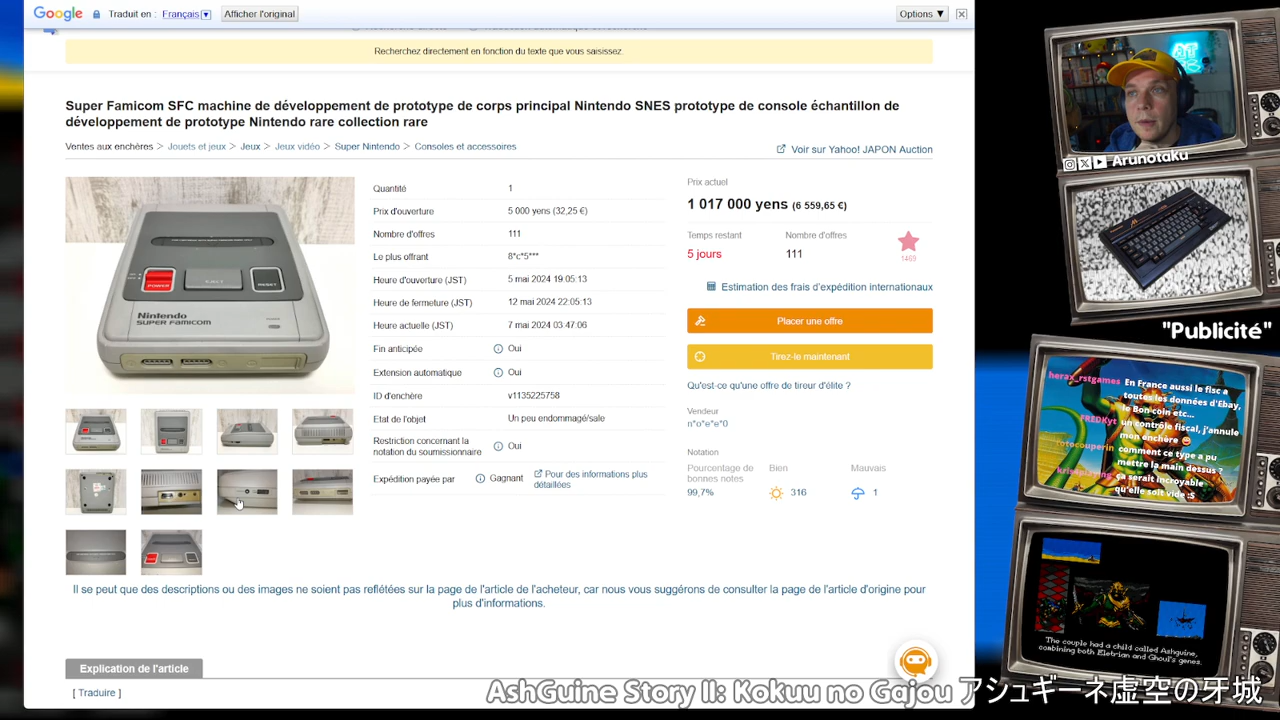 Google Traduit en : Français Afficher l'original Options ▼
Recherchez directement en fonction du texte que vous saisissez.
Super Famicom SFC machine de développement de prototype de corps principal Nintendo SNES prototype de console échantillon de
développement de prototype Nintendo rare collection rare
Ventes aux enchères > Jouets et jeux > Jeux > Jeux vidéo > Super Nintendo > Consoles et accessoires
Voir sur Yahoo! JAPON Auction
POWER
EJECT
RESET
Nintendo
SUPER FAMICOM
Quantité 1
Prix d'ouverture 5 000 yens (32,25 €)
Nombre d'offres 111
Le plus offrant 8*c*5***
Heure d'ouverture (JST) 5 mai 2024 19:05:13
Heure de fermeture (JST) 12 mai 2024 22:05:13
Heure actuelle (JST) 7 mai 2024 03:47:06
Fin anticipée Oui
Extension automatique Oui
ID d'enchère v1135225758
Etat de l'objet Un peu endommagé/sale
Restriction concernant la
notation du soumissionnaire Oui
Expédition payée par Gagnant Pour des informations plus
détaillées
Prix actuel
1 017 000 yens (6 559,65 €)
Temps restant Nombre d'offres
5 jours 111
1469
Estimation des frais d'expédition internationaux
Placer une offre
Tirez-le maintenant
Qu'est-ce qu'une offre de tireur d'élite ?
Vendeur
n*o*e*e*0
Notation
Pourcentage de
bonnes notes Bien Mauvais
99,7% 316 1
Il se peut que des descriptions ou des images ne soient pas reflétées sur la page de l'article de l'acheteur, car nous vous suggérons de consulter la page de l'article d'origine pour
plus d'informations.
Explication de l'article
[ Traduire ]
Arunotaku
"Publicité"
herax_rstgames En France aussi le fisc a
toutes les données d'Ebay,
le Bon coin etc...
FREDKyt un contrôle fiscal, j'annule
mon enchère
totocouperin comment ce type a pu
mettre la main dessus ?
ça serait incroyable
qu'elle soit vide :S
The couple had a child called Ashguine,
combining both Eletrian and Ghoul's genes.
AshGuine Story II: Kokuu no Gajou アシュギーネ虚空の牙城